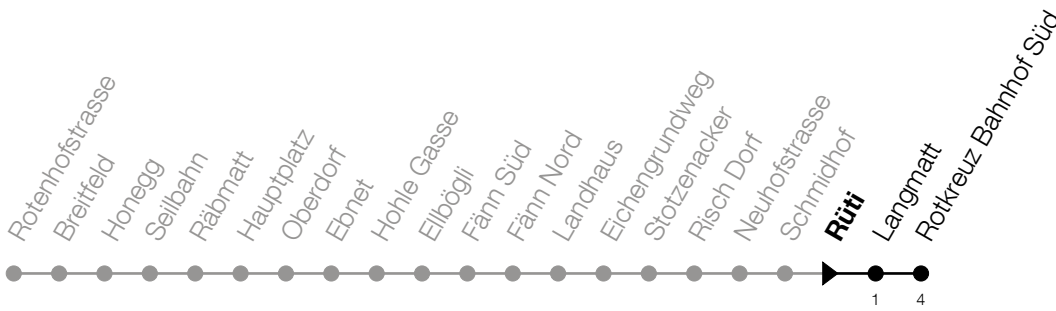 Rotenhofstrasse
Breitfeld
Honegg
Seilbahn
Räbmatt
Hauptplatz
Oberdorf
Ebnet
Hohle Gasse
Ellbögli
Fänn Süd
Fänn Nord
Landhaus
Eichengrundweg
Stotzenacker
Risch Dorf
Neuhofstrasse
Schmidhof
Rüti
Langmatt
Rotkreuz Bahnhof Süd
1
4